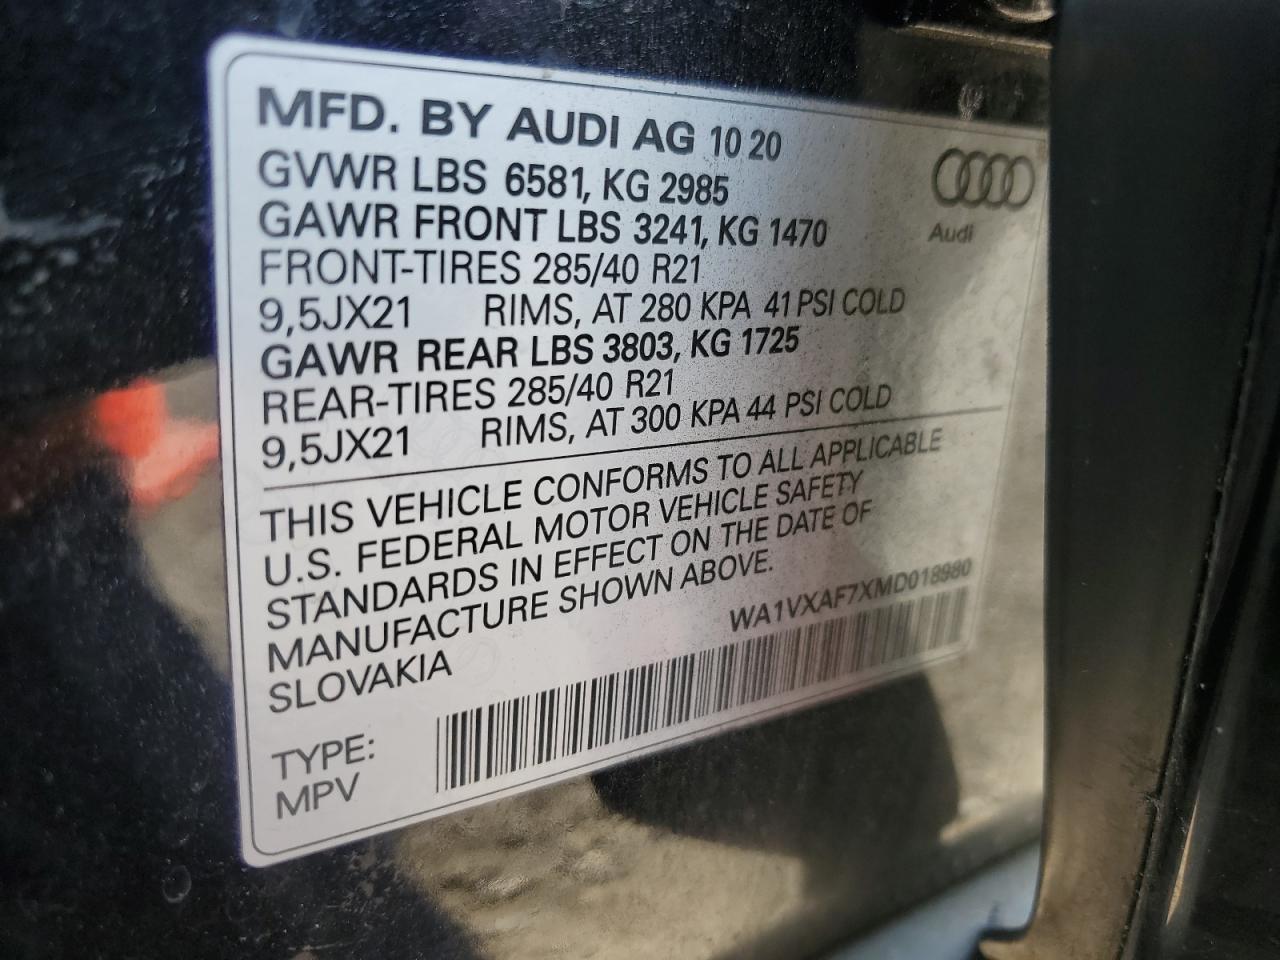 MFD. BY AUDI AG 10 20
GVWR LBS 6581, KG 2985
GAWR FRONT LBS 3241, KG 1470
FRONT-TIRES 285/40 R21
9,5JX21 RIMS, AT 280 KPA 41 PSI COLD
GAWR REAR LBS 3803, KG 1725
REAR-TIRES 285/40 R21
9,5JX21 RIMS, AT 300 KPA 44 PSI COLD
Audi
THIS VEHICLE CONFORMS TO ALL APPLICABLE
U.S. FEDERAL MOTOR VEHICLE SAFETY
STANDARDS IN EFFECT ON THE DATE OF
MANUFACTURE SHOWN ABOVE.
SLOVAKIA
WA1VXAF7XMD018980
TYPE:
MPV